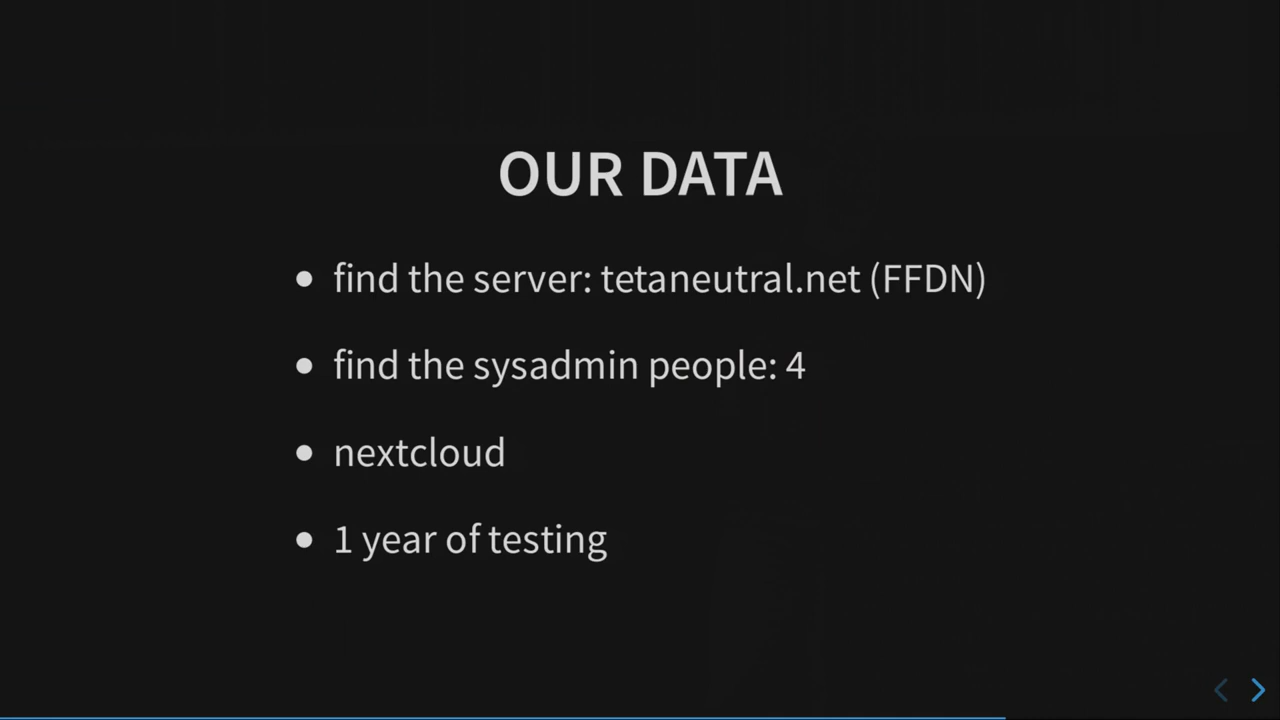 OUR DATA
find the server: tetaneutral.net (FFDN)
find the sysadmin people: 4
nextcloud
1 year of testing